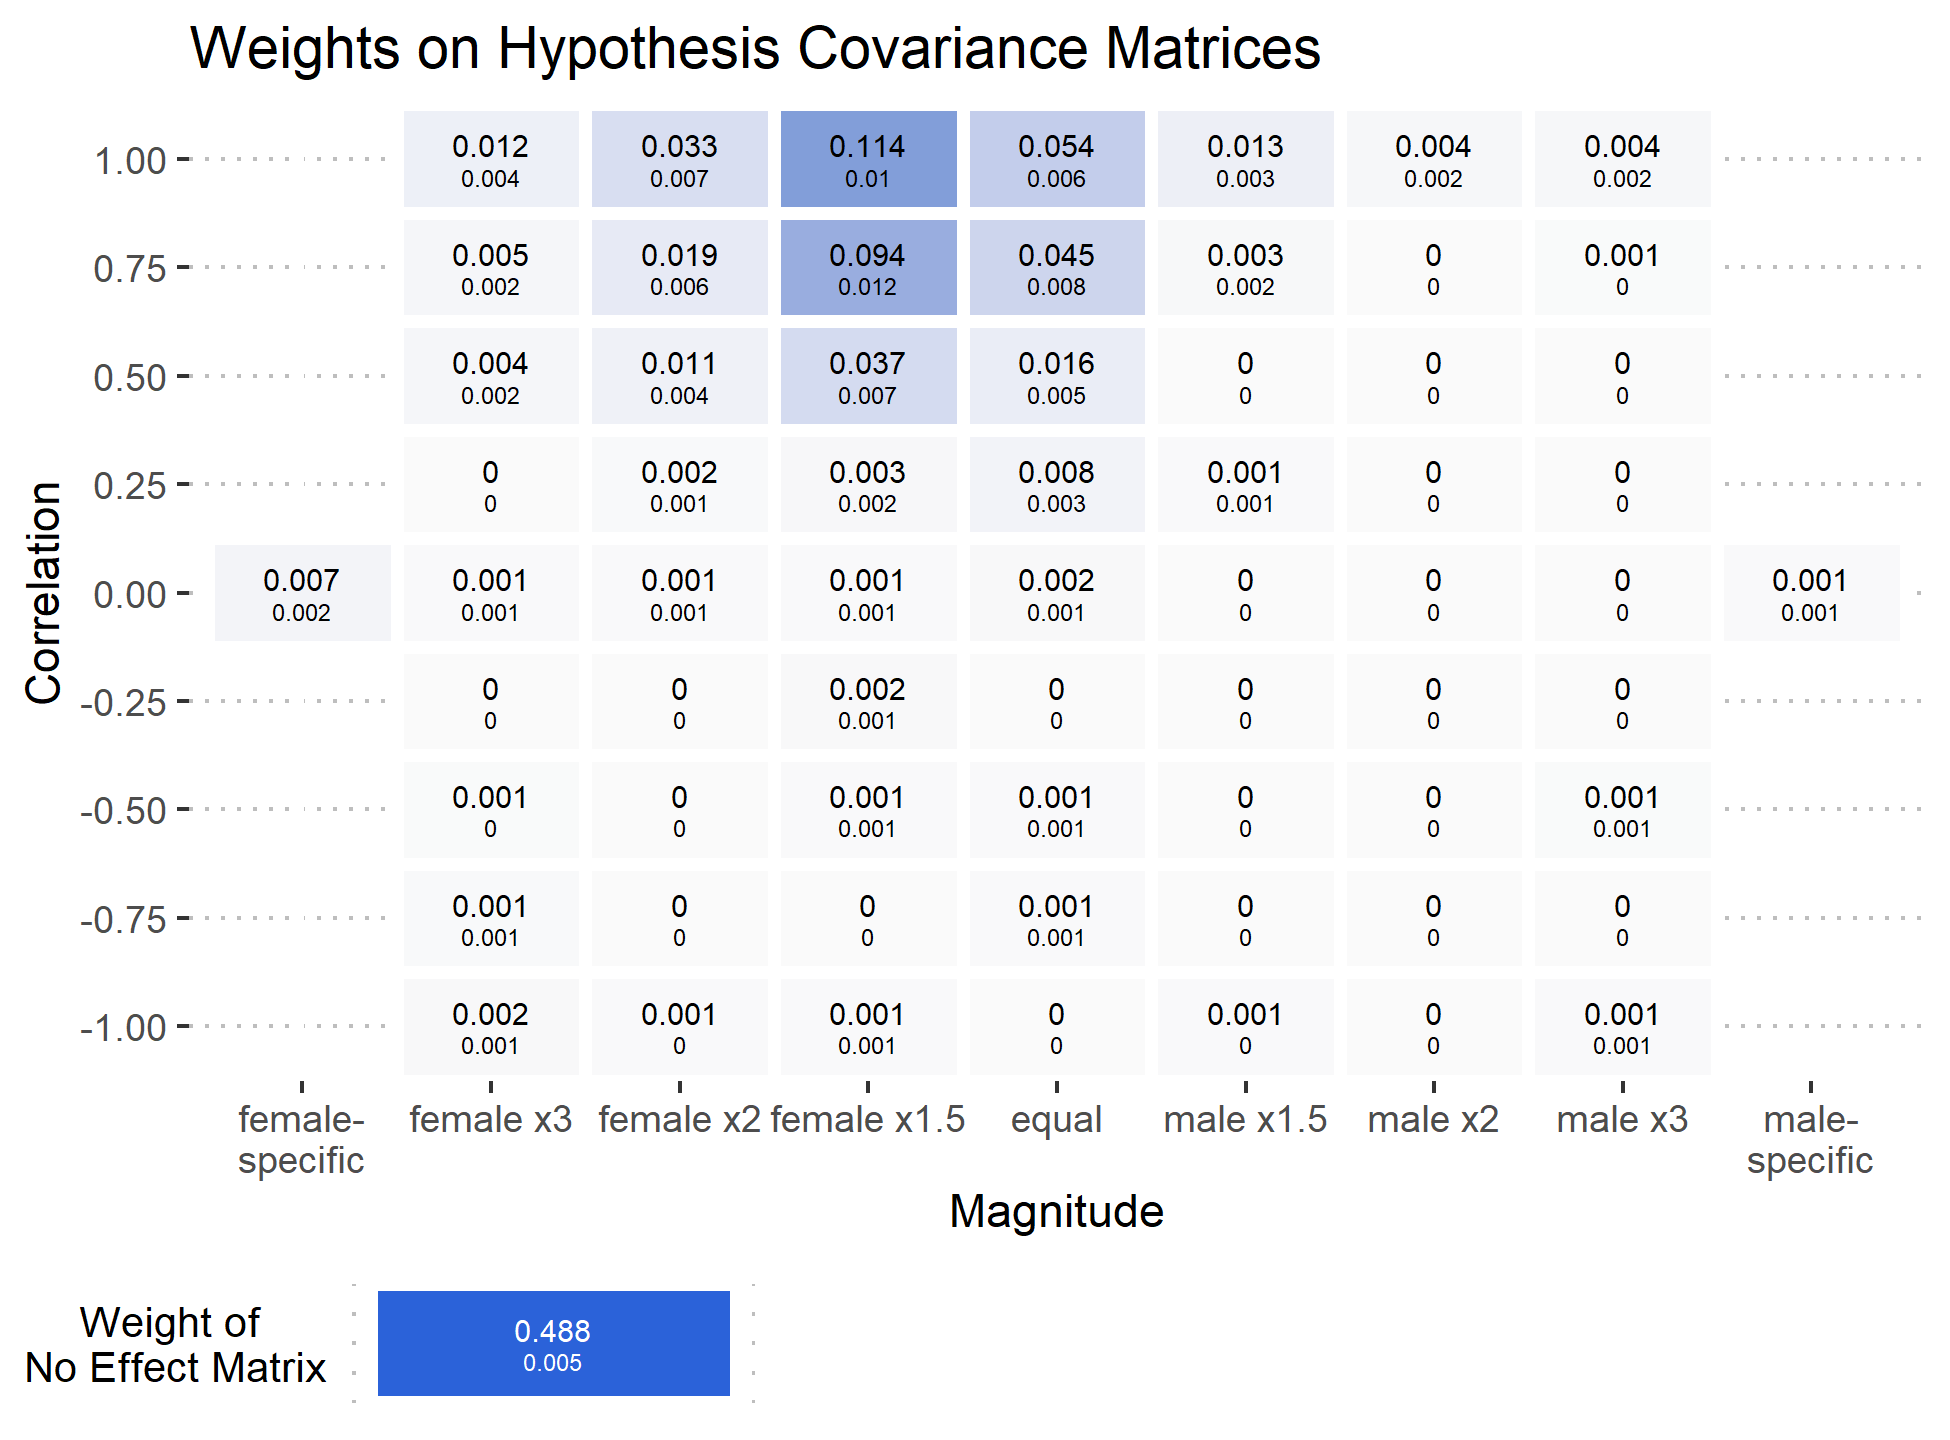 Weights on Hypothesis Covariance Matrices
1.00
0.012 0.033 0.114 0.054 0.013 0.004 0.004
0.004 0.007 0.01 0.006 0.003 0.002 0.002
0.75
0.005 0.019 0.094 0.045 0.003 0 0.001
0.002 0.006 0.012 0.008 0.002 0 0
0.50
0.004 0.011 0.037 0.016 0 0 0
0.002 0.004 0.007 0.005 0 0 0
0.25
0 0.002 0.003 0.008 0.001 0 0
0 0.001 0.002 0.003 0.001 0 0
0.00
0.007 0.001 0.001 0.001 0.002 0 0 0 0.001
0.002 0.001 0.001 0.001 0.001 0 0 0 0.001
-0.25
0 0 0.002 0 0 0 0
0 0 0.001 0 0 0 0
-0.50
0.001 0 0.001 0.001 0 0 0.001
0 0 0.001 0.001 0 0 0.001
-0.75
0.001 0 0 0.001 0 0 0
0.001 0 0 0.001 0 0 0
-1.00
0.002 0.001 0.001 0 0.001 0 0.001
0.001 0 0.001 0 0 0 0.001
Correlation
female- female x3 female x2 female x1.5 equal male x1.5 male x2 male x3 male-
specific specific
Magnitude
Weight of
No Effect Matrix
0.488
0.005